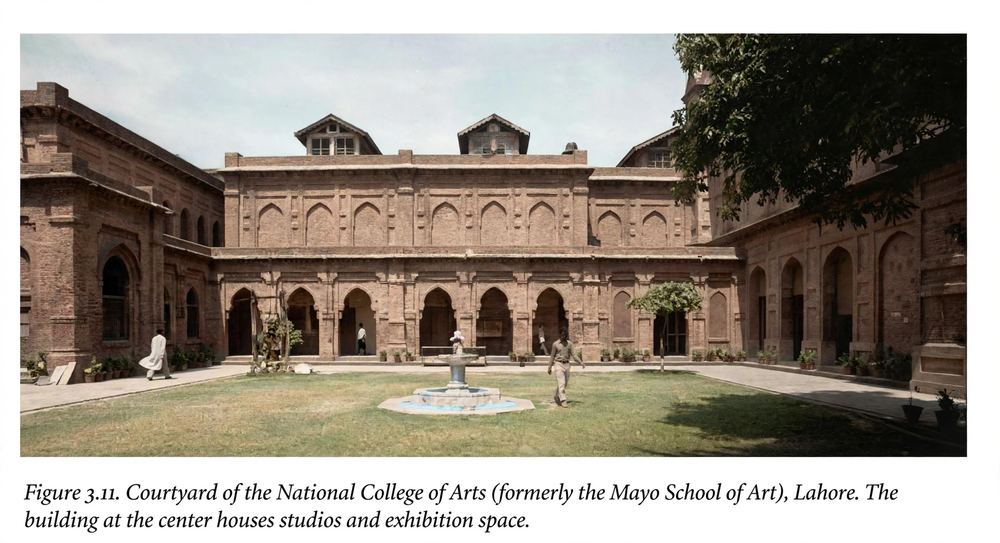 Figure 3.11. Courtyard of the National College of Arts (formerly the Mayo School of Art), Lahore. The
building at the center houses studios and exhibition space.